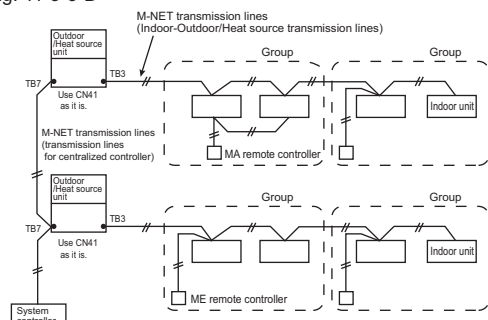 M-NET transmission lines
(Indoor-Outdoor/Heat source transmission lines)
Outdoor
/Heat source
unit
Group
Group
TB7
TB3
Use CN41
as it is.
Indoor unit
M-NET transmission lines
(transmission lines
for centralized controller)
MA remote controller
Outdoor
/Heat source
unit
Group
Group
TB3
TB7
Use CN41
as it is.
Indoor unit
ME remote controller
System